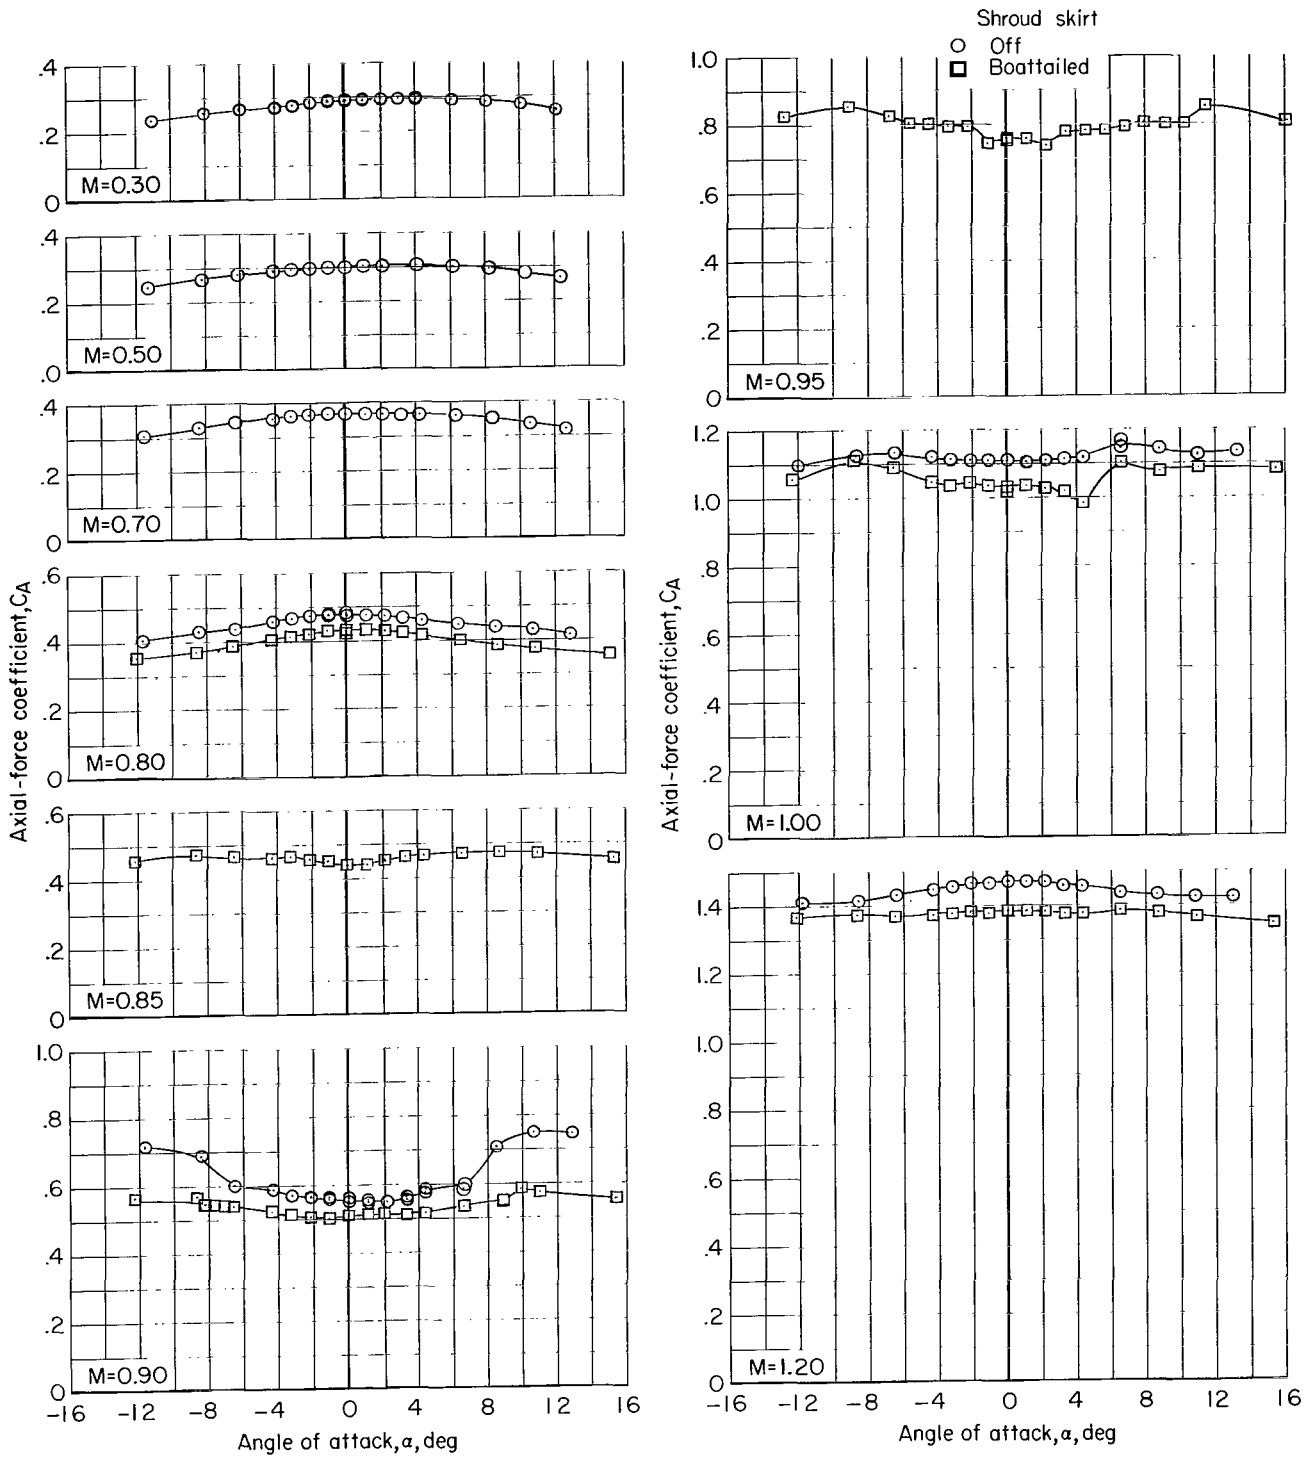 Shroud skirt
Off
Boattailed
.4
.2
0
M=0.30
.4
.2
.0
M=0.50
.4
.2
0
M=0.70
.6
.4
.2
0
M=0.80
.6
.4
.2
0
M=0.85
1.0
.8
.6
.4
.2
0
M=0.90
-16 -12 -8 -4 0 4 8 12 16
Angle of attack, α, deg
Axial-force coefficient, CA
1.0
.8
.6
.4
.2
0
M=0.95
1.2
1.0
.8
.6
.4
.2
0
M=1.00
1.4
1.2
1.0
.8
.6
.4
.2
0
M=1.20
-16 -12 -8 -4 0 4 8 12 16
Angle of attack, α, deg
Axial-force coefficient, CA